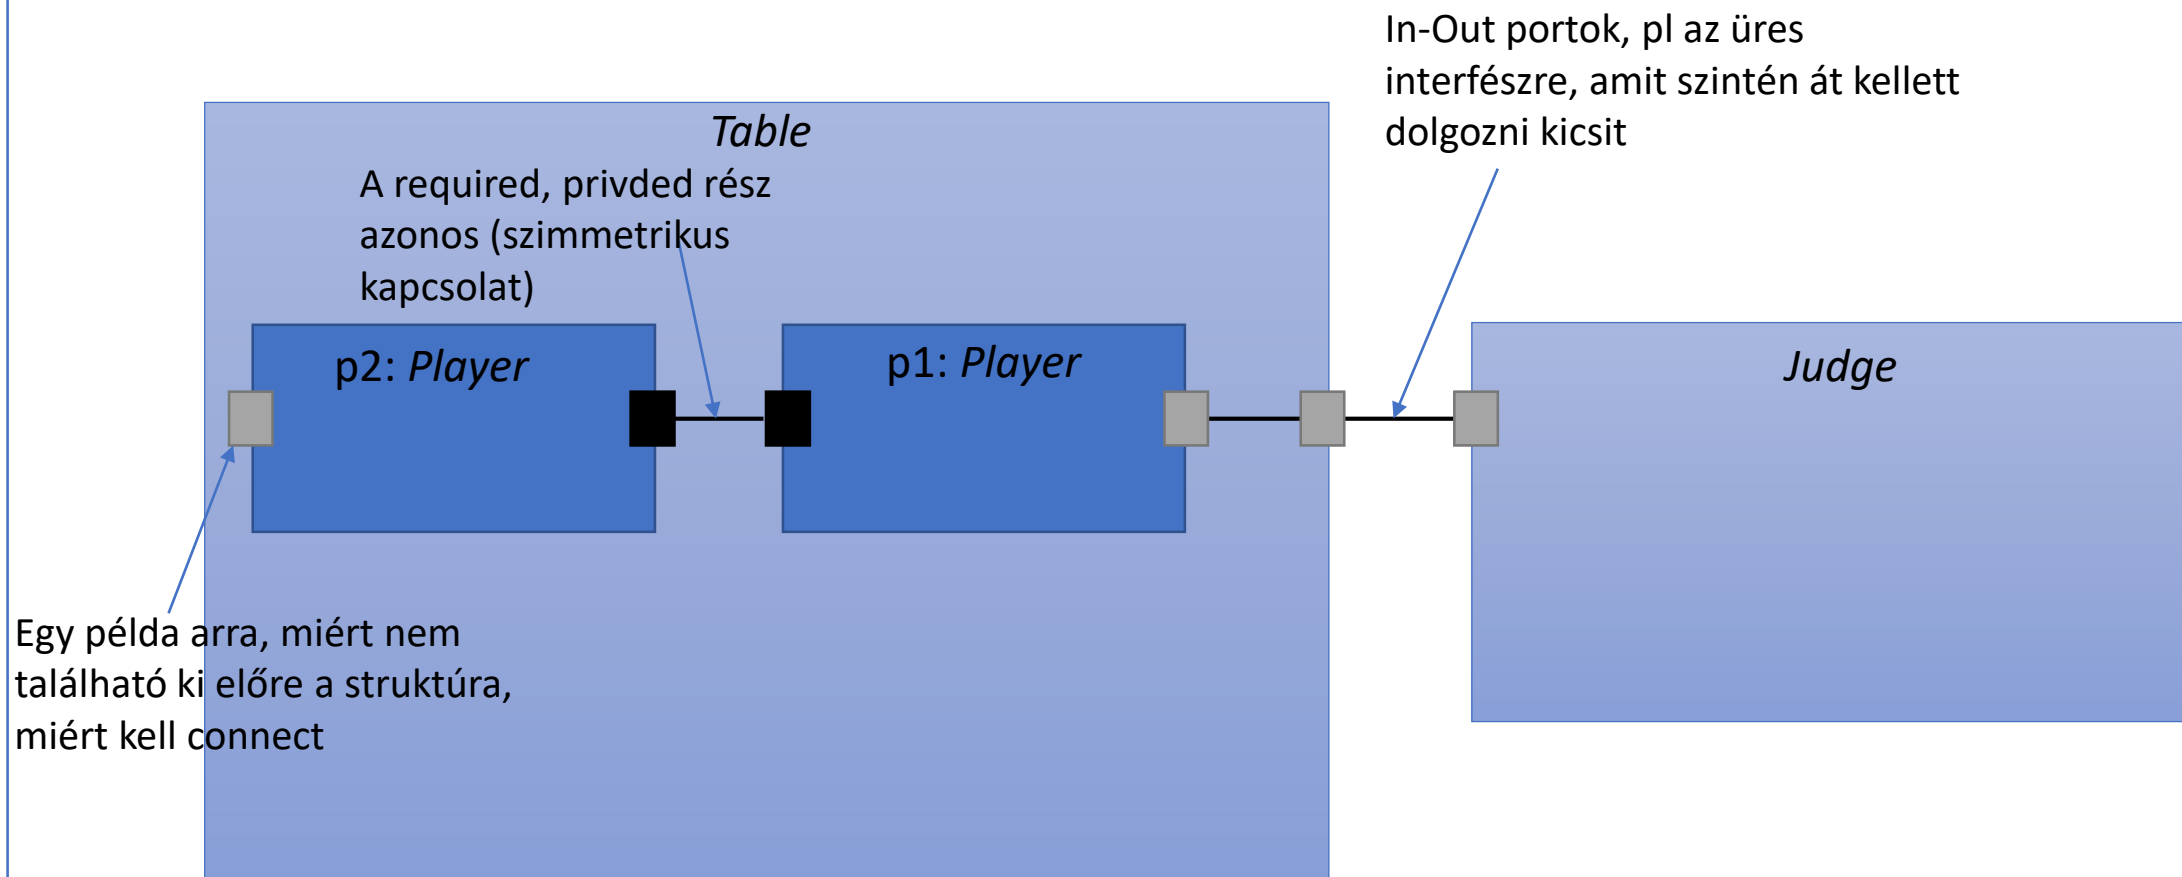 In-Out portok, pl az üres
interfészre, amit szintén át kellett
dolgozni kicsit
Table
A required, privded rész
azonos (szimmetrikus
kapcsolat)
p2: Player
p1: Player
Judge
Egy példa arra, miért nem
található ki előre a struktúra,
miért kell connect